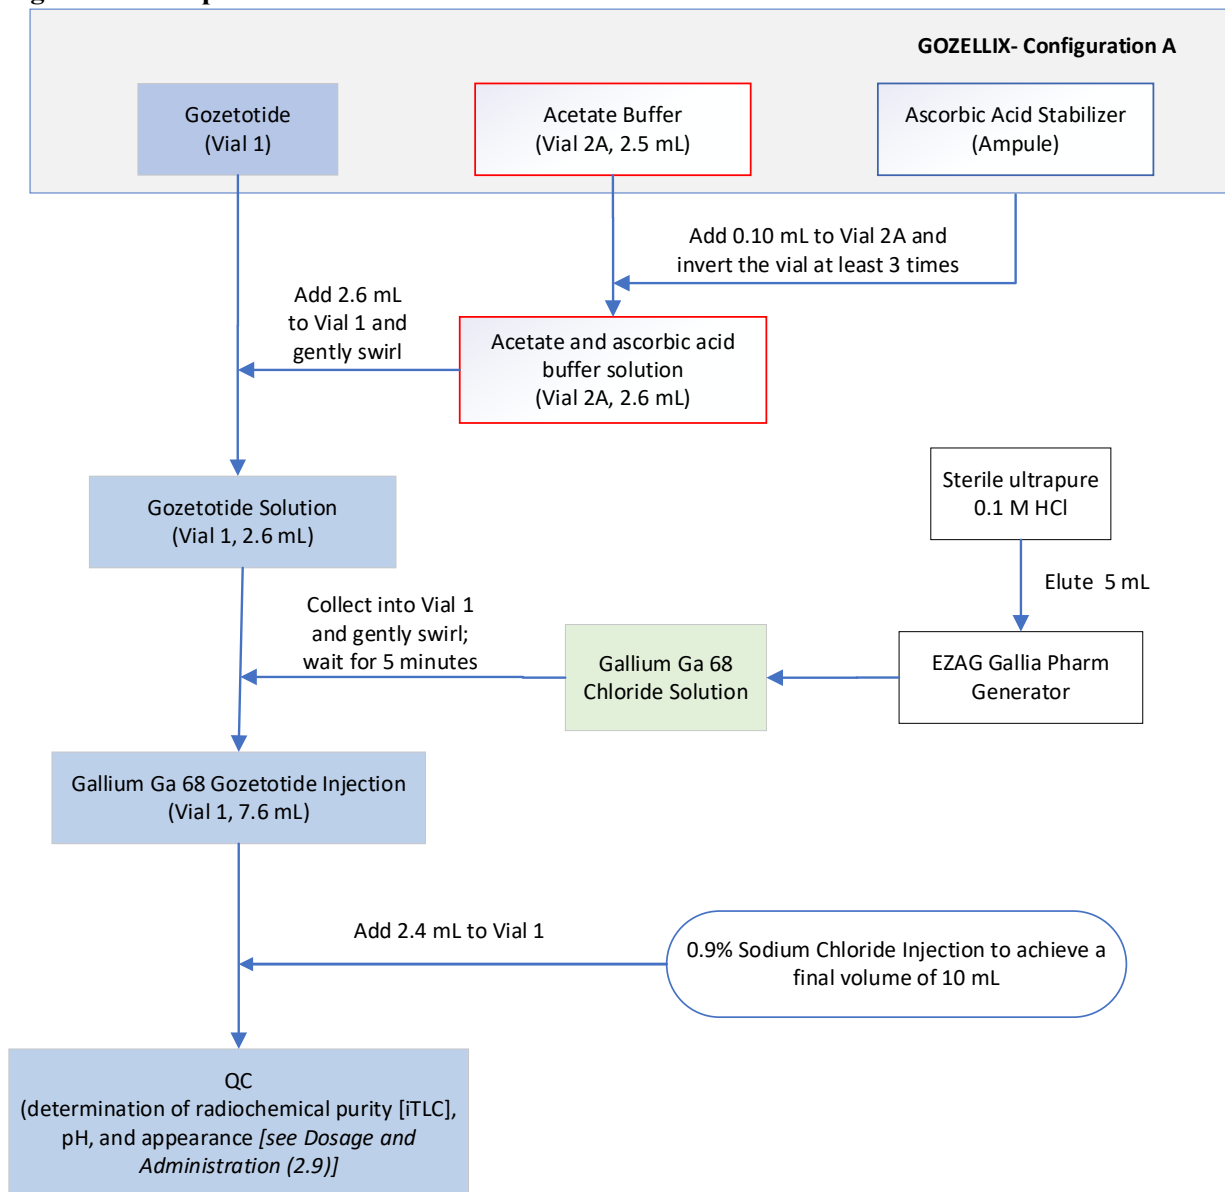 GOZELLIX- Configuration A
Gozetotide
(Vial 1)
Acetate Buffer
(Vial 2A, 2.5 mL)
Ascorbic Acid Stabilizer
(Ampule)
Add 0.10 mL to Vial 2A and
invert the vial at least 3 times
Add 2.6 mL
to Vial 1 and
gently swirl
Acetate and ascorbic acid
buffer solution
(Vial 2A, 2.6 mL)
Gozetotide Solution
(Vial 1, 2.6 mL)
Sterile ultrapure
0.1 M HCl
Elute 5 mL
Collect into Vial 1
and gently swirl;
wait for 5 minutes
Gallium Ga 68
Chloride Solution
EZAG Gallia Pharm
Generator
Gallium Ga 68 Gozetotide Injection
(Vial 1, 7.6 mL)
Add 2.4 mL to Vial 1
0.9% Sodium Chloride Injection to achieve a
final volume of 10 mL
QC
(determination of radiochemical purity [iTLC],
pH, and appearance [see Dosage and
Administration (2.9)]